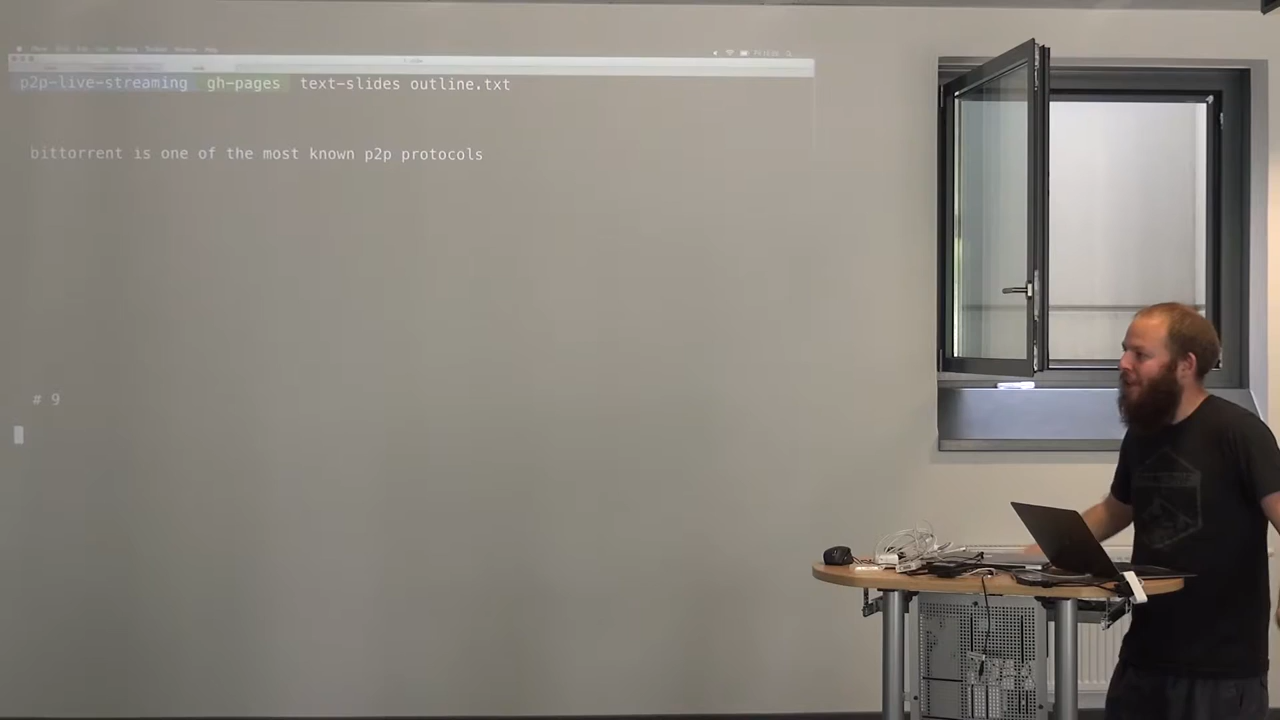 p2p-live-streaming gh-pages text-slides outline.txt
bittorrent is one of the most known p2p protocols
# 9